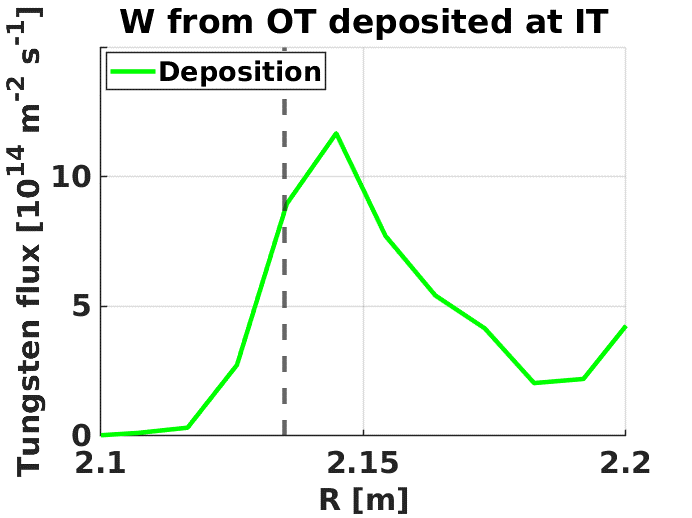 W from OT deposited at IT
Deposition
Tungsten flux [10^14 m^-2 s^-1]
10
5
0
2.1
2.15
2.2
R [m]